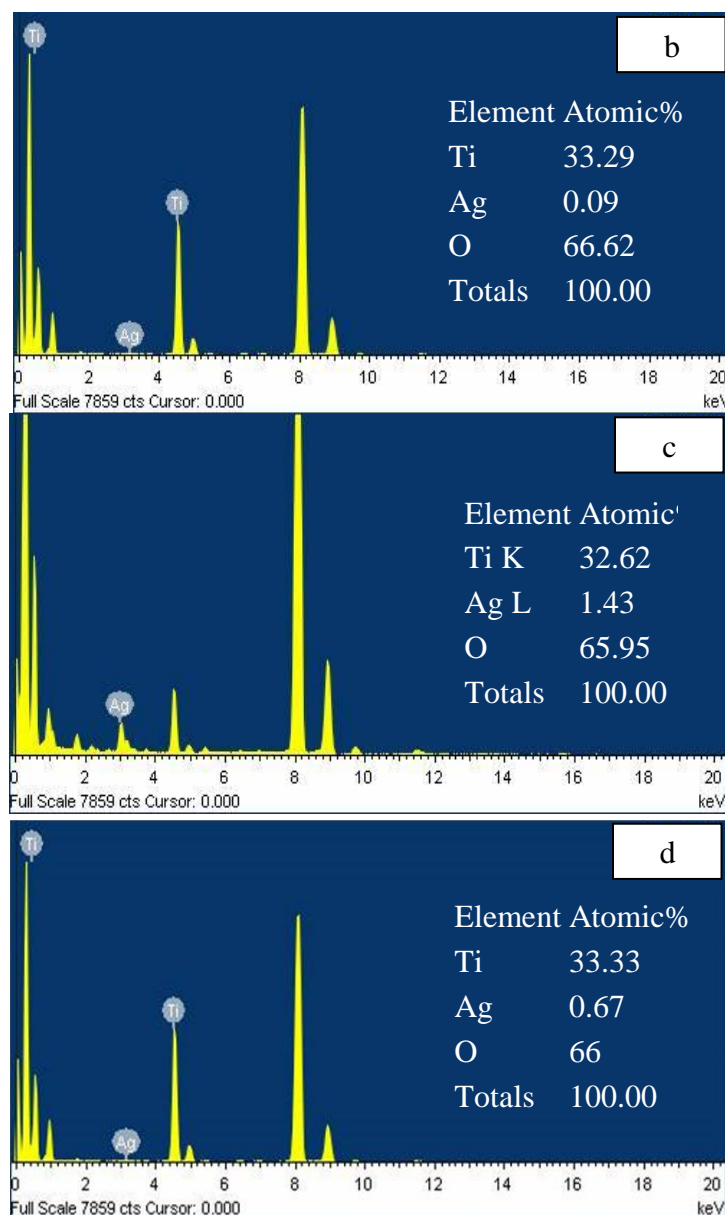 Ti
b
Element Atomic%
Ti 33.29
Ti
Ag 0.09
O 66.62
Totals 100.00
Ag
0 2 4 6 8 10 12 14 16 18 20
Full Scale 7859 cts Cursor: 0.000 keV
c
Element Atomic
Ti K 32.62
Ag L 1.43
O 65.95
Totals 100.00
Ag
0 2 4 6 8 10 12 14 16 18 20
Full Scale 7859 cts Cursor: 0.000 keV
Ti
d
Element Atomic%
Ti 33.33
Ti
Ag 0.67
O 66
Totals 100.00
Ag
0 2 4 6 8 10 12 14 16 18 20
Full Scale 7859 cts Cursor: 0.000 keV